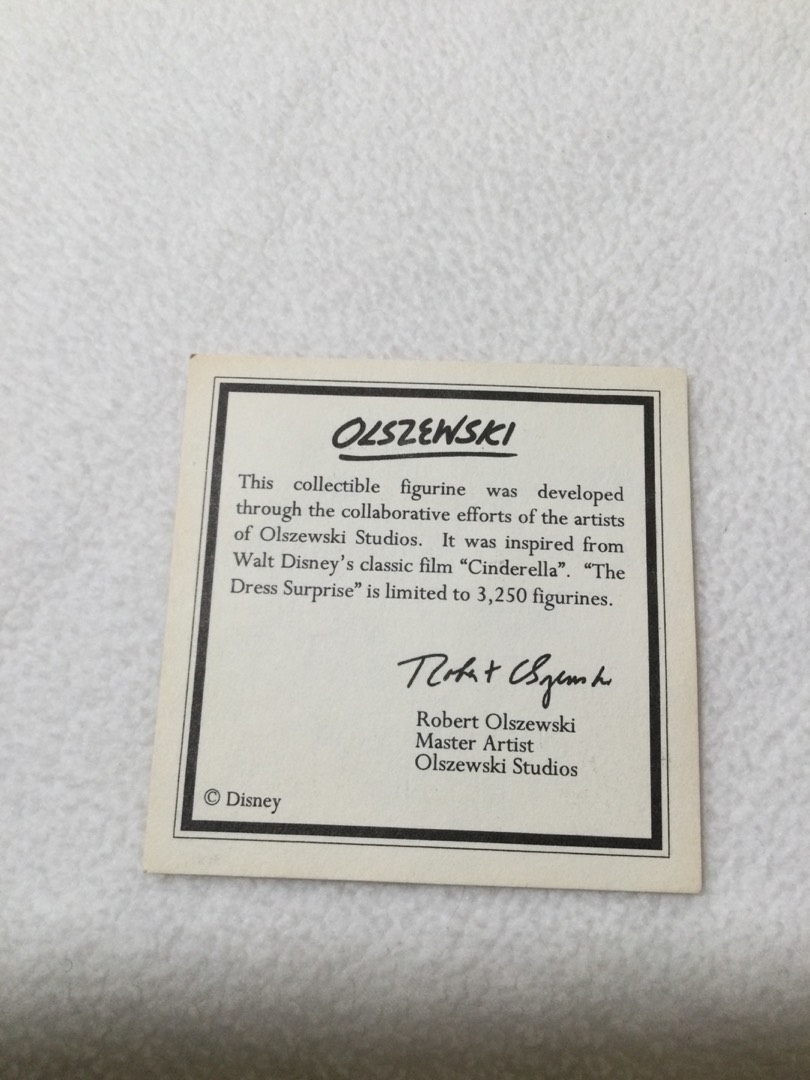 OLSZEWSKI
This collectible figurine was developed
through the collaborative efforts of the artists
of Olszewski Studios. It was inspired from
Walt Disney's classic film “Cinderella”. “The
Dress Surprise” is limited to 3,250 figurines.
Robert Olszewski
Robert Olszewski
Master Artist
Olszewski Studios
© Disney